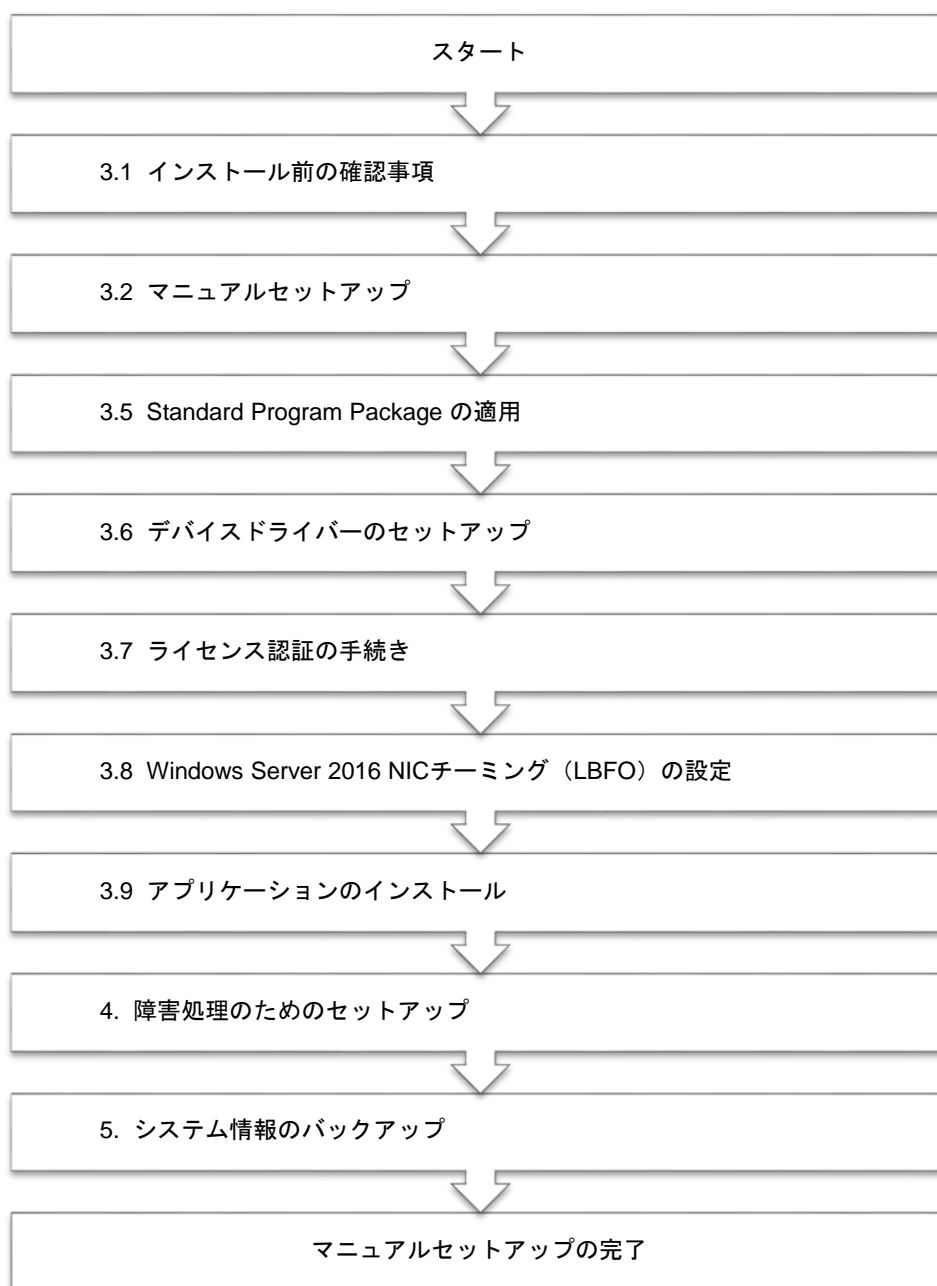 スタート
3.1 インストール前の確認事項
3.2 マニュアルセットアップ
3.5 Standard Program Package の適用
3.6 デバイスドライバーのセットアップ
3.7 ライセンス認証の手続き
3.8 Windows Server 2016 NICチーミング（LBFO）の設定
3.9 アプリケーションのインストール
4. 障害処理のためのセットアップ
5. システム情報のバックアップ
マニュアルセットアップの完了